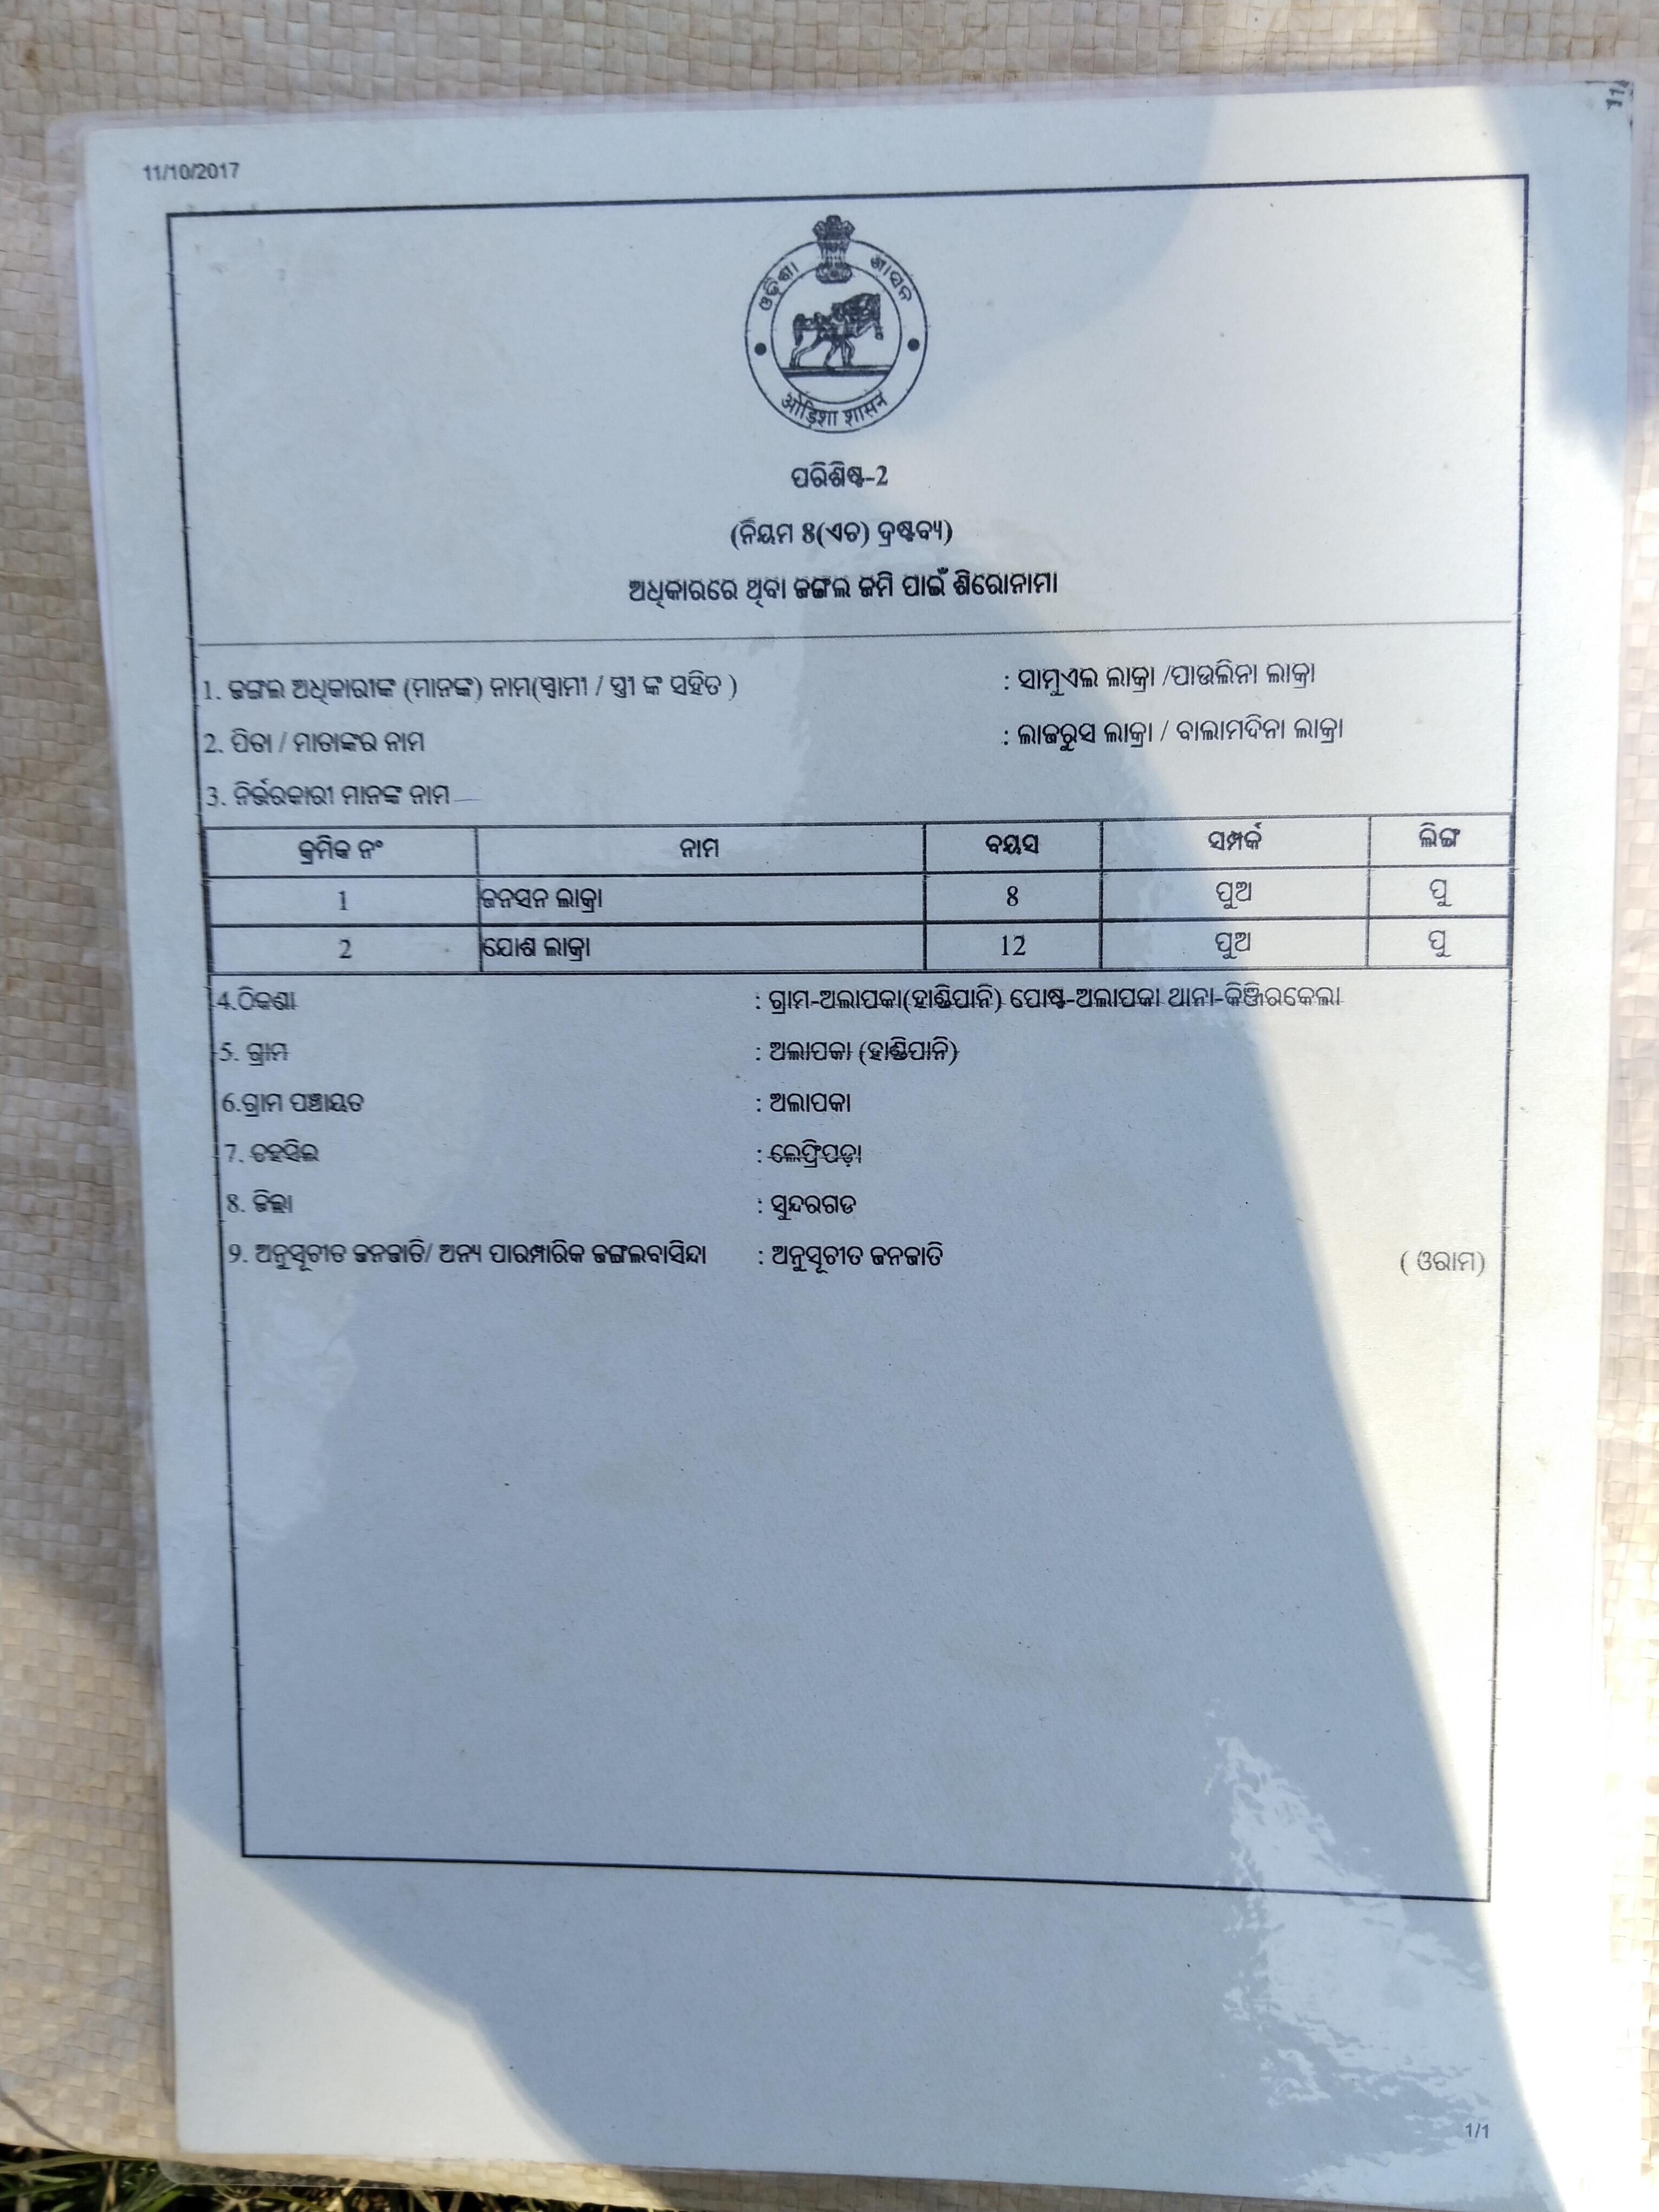 11/10/2017
ଓଡ଼ିଶା ଶାସନ
ओड़िशा शासन
ପରିଶିଷ୍ଟ-2
(ନିୟମ 8(ଏଚ) ଦ୍ରଷ୍ଟବ୍ୟ)
ଅଧିକାରରେ ଥିବା ଜଙ୍ଗଲ ଜମି ପାଇଁ ଶିରୋନାମା
1. ଜଙ୍ଗଲ ଅଧିକାରୀଙ୍କ (ମାନଙ୍କ) ନାମ(ସ୍ୱାମୀ / ସ୍ତ୍ରୀ ଙ୍କ ସହିତ ) : ସାମୁଏଲ ଲାକ୍ରା /ପାଉଲିନା ଲାକ୍ରା
2. ପିତା / ମାତାଙ୍କର ନାମ : ଲାଜରୁସ ଲାକ୍ରା / ବାଲାମଦିନା ଲାକ୍ରା
3. ନିର୍ଭରକାରୀ ମାନଙ୍କ ନାମ
କ୍ରମିକ ନଂ ନାମ ବୟସ ସମ୍ପର୍କ ଲିଙ୍ଗ
1 ଜନସନ ଲାକ୍ରା 8 ପୁଅ ପୁ
2 ଯୋଶ ଲାକ୍ରା 12 ପୁଅ ପୁ
4.ଠିକଣା : ଗ୍ରାମ-ଅଲାପକା(ହାଣ୍ଡିପାନି) ପୋଷ୍ଟ-ଅଲାପକା ଥାନା-କିଞ୍ଜିରକେଲା
5. ଗ୍ରାମ : ଅଲାପକା (ହାଣ୍ଡିପାନି)
6.ଗ୍ରାମ ପଞ୍ଚାୟତ : ଅଲାପକା
7. ତହସିଲ : ଲେଫ୍ରିପଡ଼ା
8. ଜିଲ୍ଲା : ସୁନ୍ଦରଗଡ
9. ଅନୁସୂଚୀତ ଜନଜାତି/ ଅନ୍ୟ ପାରମ୍ପାରିକ ଜଙ୍ଗଲବାସିନ୍ଦା : ଅନୁସୂଚୀତ ଜନଜାତି ( ଓରାମ)
1/1